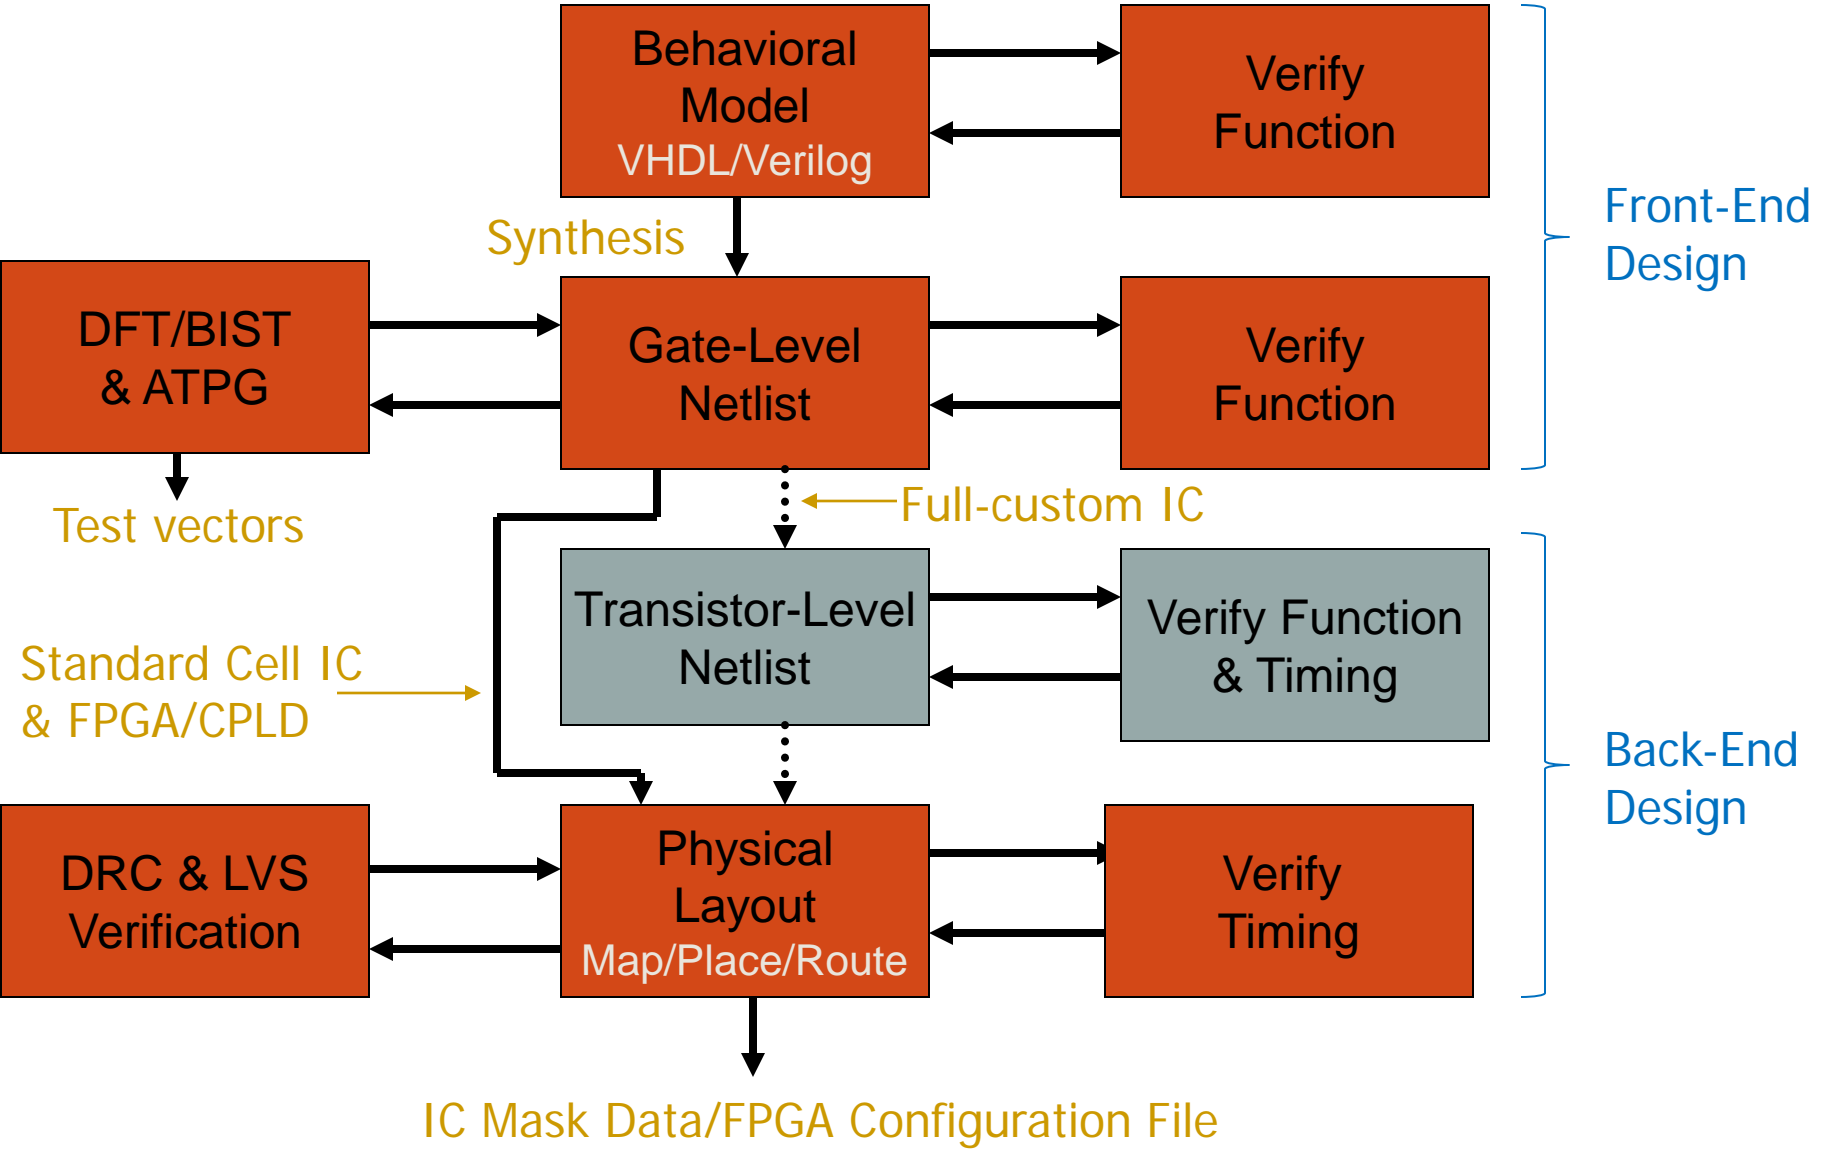 Behavioral
Model
VHDL/Verilog
Verify
Function
Front-End
Design
Synthesis
DFT/BIST
& ATPG
Gate-Level
Netlist
Verify
Function
Test vectors
Full-custom IC
Transistor-Level
Netlist
Verify Function
& Timing
Standard Cell IC
& FPGA/CPLD
Back-End
Design
DRC & LVS
Verification
Physical
Layout
Map/Place/Route
Verify
Timing
IC Mask Data/FPGA Configuration File